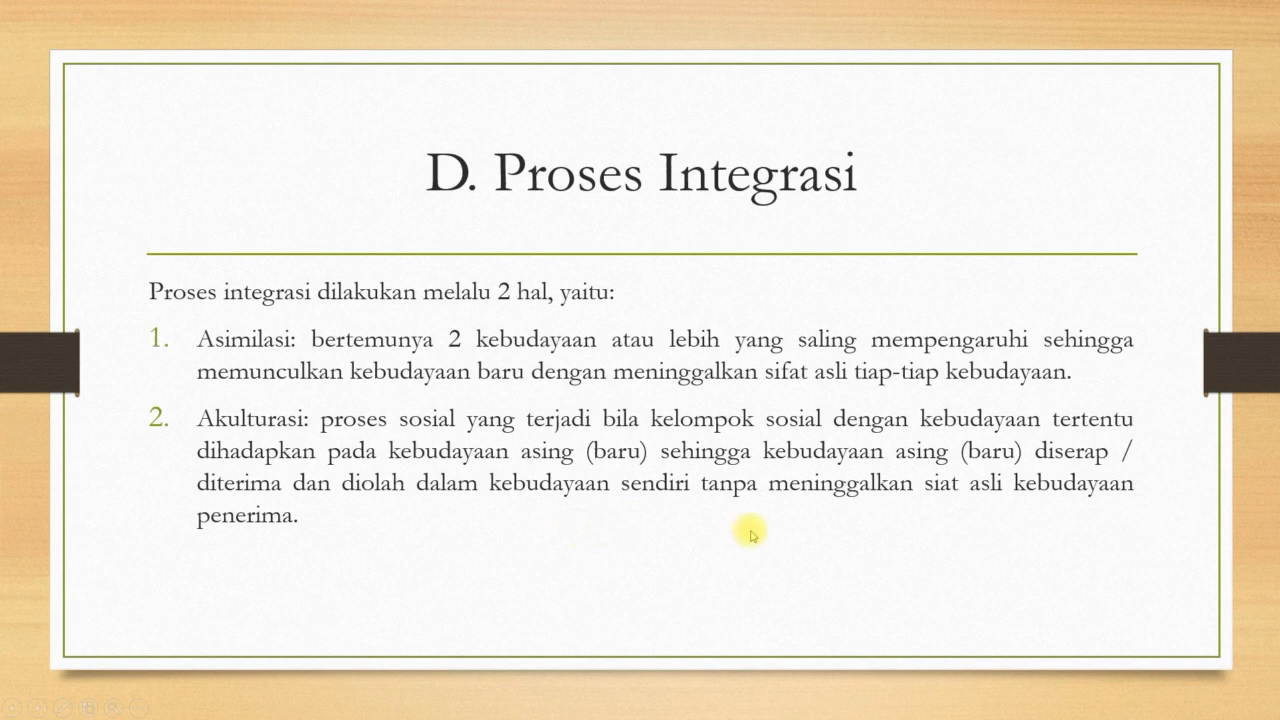 D. Proses Integrasi
Proses integrasi dilakukan melalu 2 hal, yaitu:
1. Asimilasi: bertemunya 2 kebudayaan atau lebih yang saling mempengaruhi sehingga
memunculkan kebudayaan baru dengan meninggalkan sifat asli tiap-tiap kebudayaan.
2. Akulturasi: proses sosial yang terjadi bila kelompok sosial dengan kebudayaan tertentu
dihadapkan pada kebudayaan asing (baru) sehingga kebudayaan asing (baru) diserap /
diterima dan diolah dalam kebudayaan sendiri tanpa meninggalkan siat asli kebudayaan
penerima.